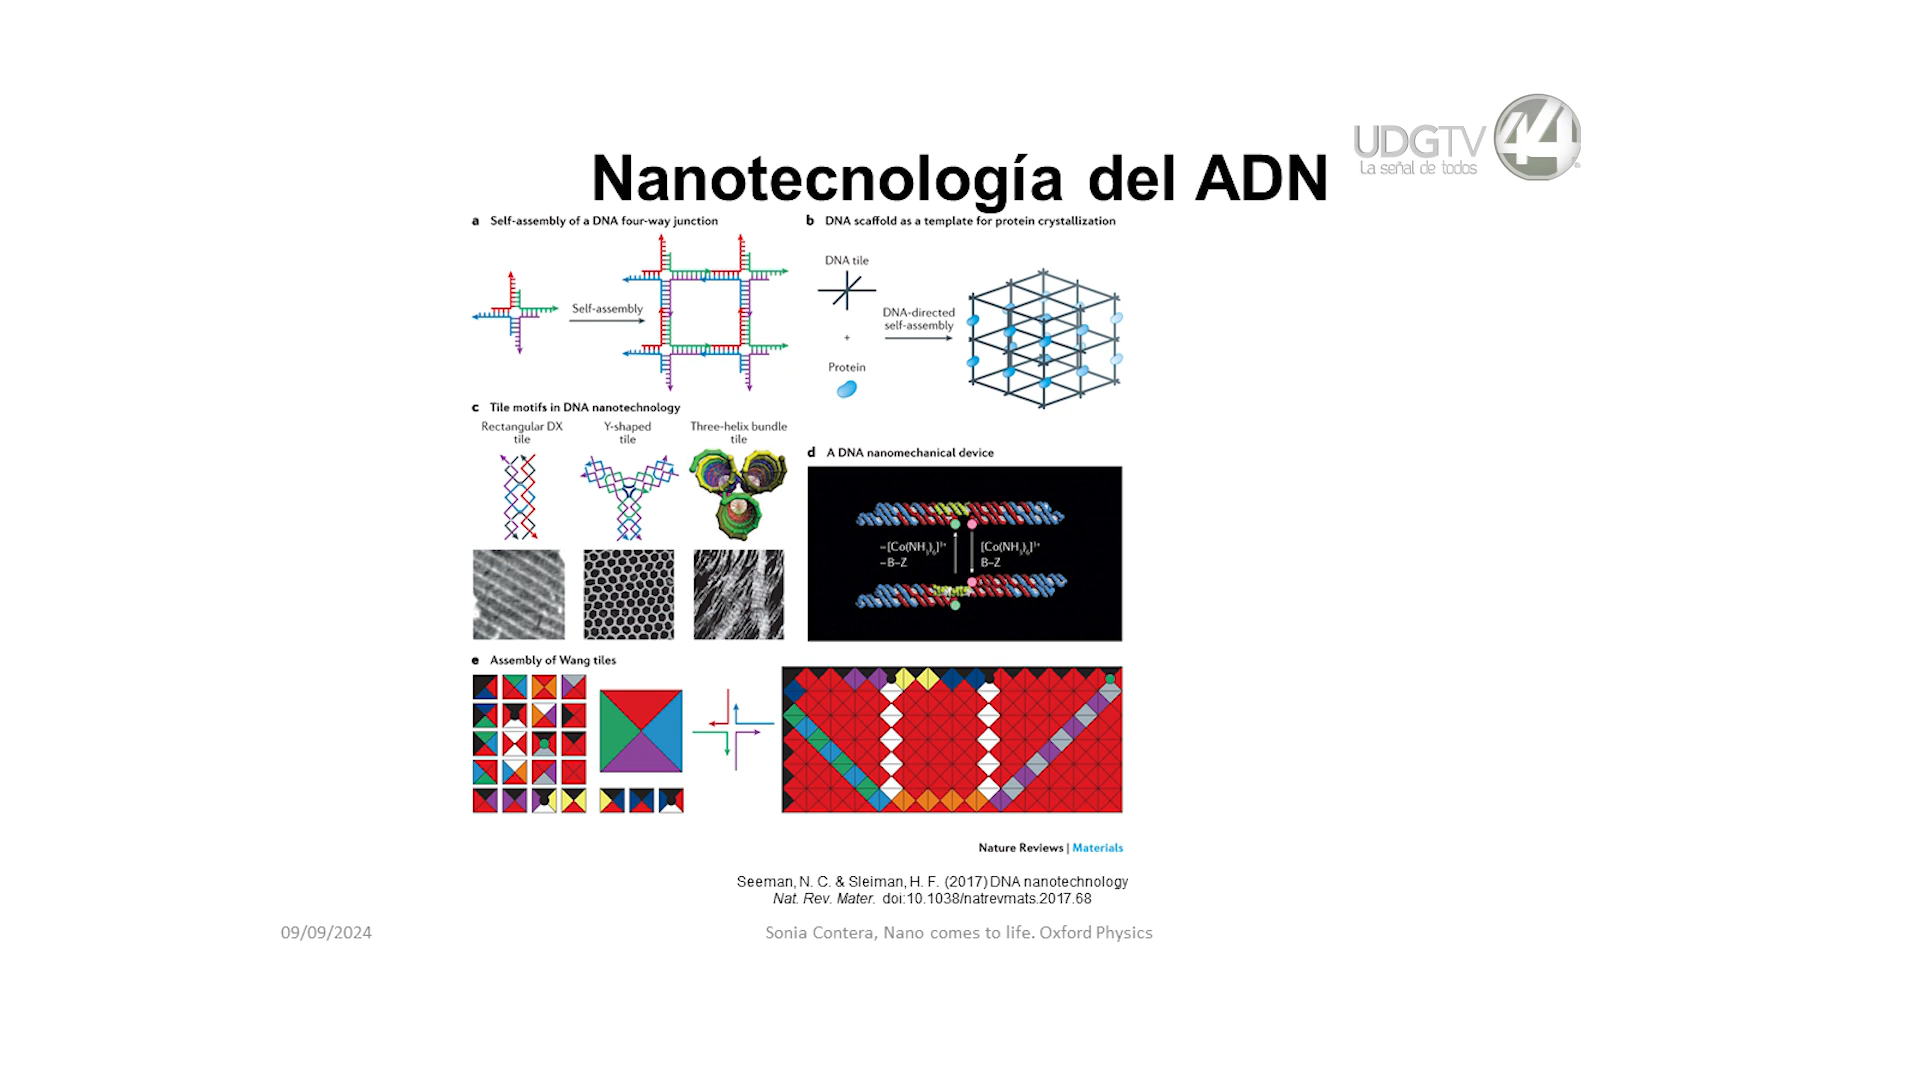 UDGTV 44
La señal de todos
Nanotecnología del ADN
a Self-assembly of a DNA four-way junction
Self-assembly
b DNA scaffold as a template for protein crystallization
DNA tile
+
Protein
DNA-directed
self-assembly
c Tile motifs in DNA nanotechnology
Rectangular DX
tile
Y-shaped
tile
Three-helix bundle
tile
d A DNA nanomechanical device
–[Co(NH3)6]3+
–B–Z
[Co(NH3)6]3+
B–Z
e Assembly of Wang tiles
Nature Reviews | Materials
Seeman, N. C. & Sleiman, H. F. (2017) DNA nanotechnology
Nat. Rev. Mater. doi:10.1038/natrevmats.2017.68
09/09/2024
Sonia Contera, Nano comes to life. Oxford Physics